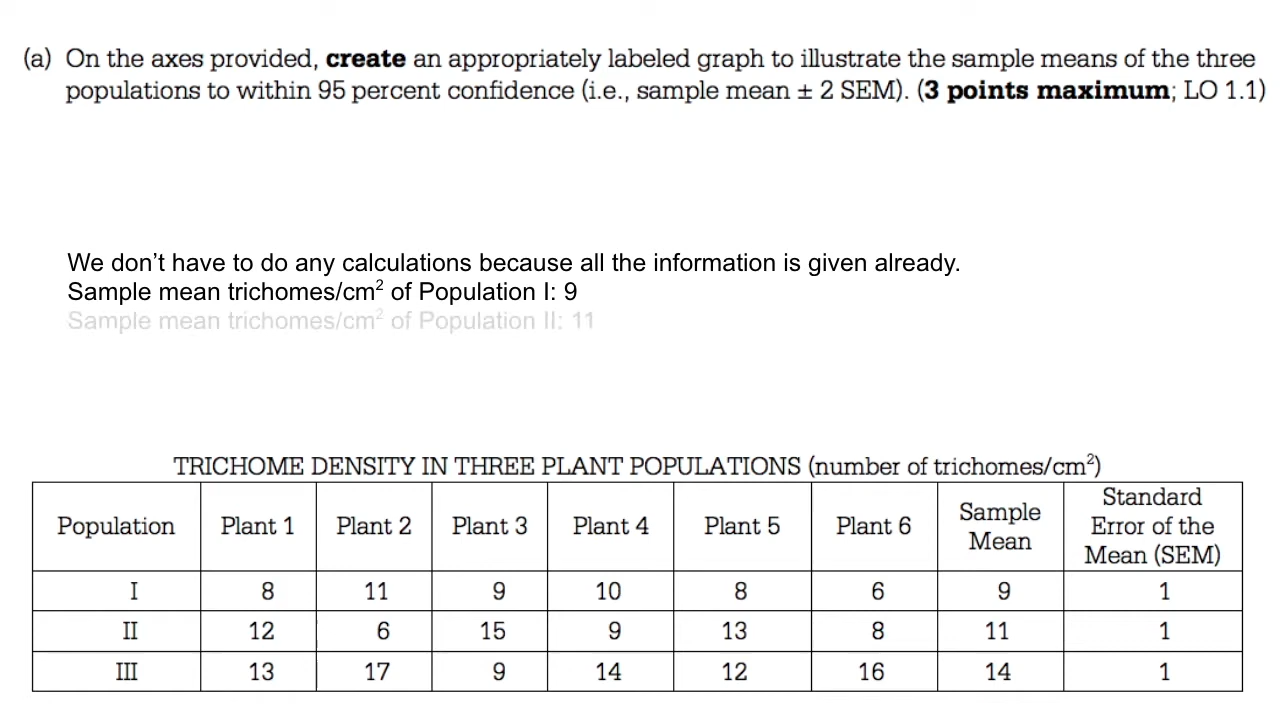 (a) On the axes provided, create an appropriately labeled graph to illustrate the sample means of the three
populations to within 95 percent confidence (i.e., sample mean ± 2 SEM). (3 points maximum; LO 1.1)
We don’t have to do any calculations because all the information is given already.
Sample mean trichomes/cm² of Population I: 9
Sample mean trichomes/cm² of Population II: 11
TRICHOME DENSITY IN THREE PLANT POPULATIONS (number of trichomes/cm²)
Population Plant 1 Plant 2 Plant 3 Plant 4 Plant 5 Plant 6 Sample Mean Standard Error of the Mean (SEM)
I 8 11 9 10 8 6 9 1
II 12 6 15 9 13 8 11 1
III 13 17 9 14 12 16 14 1